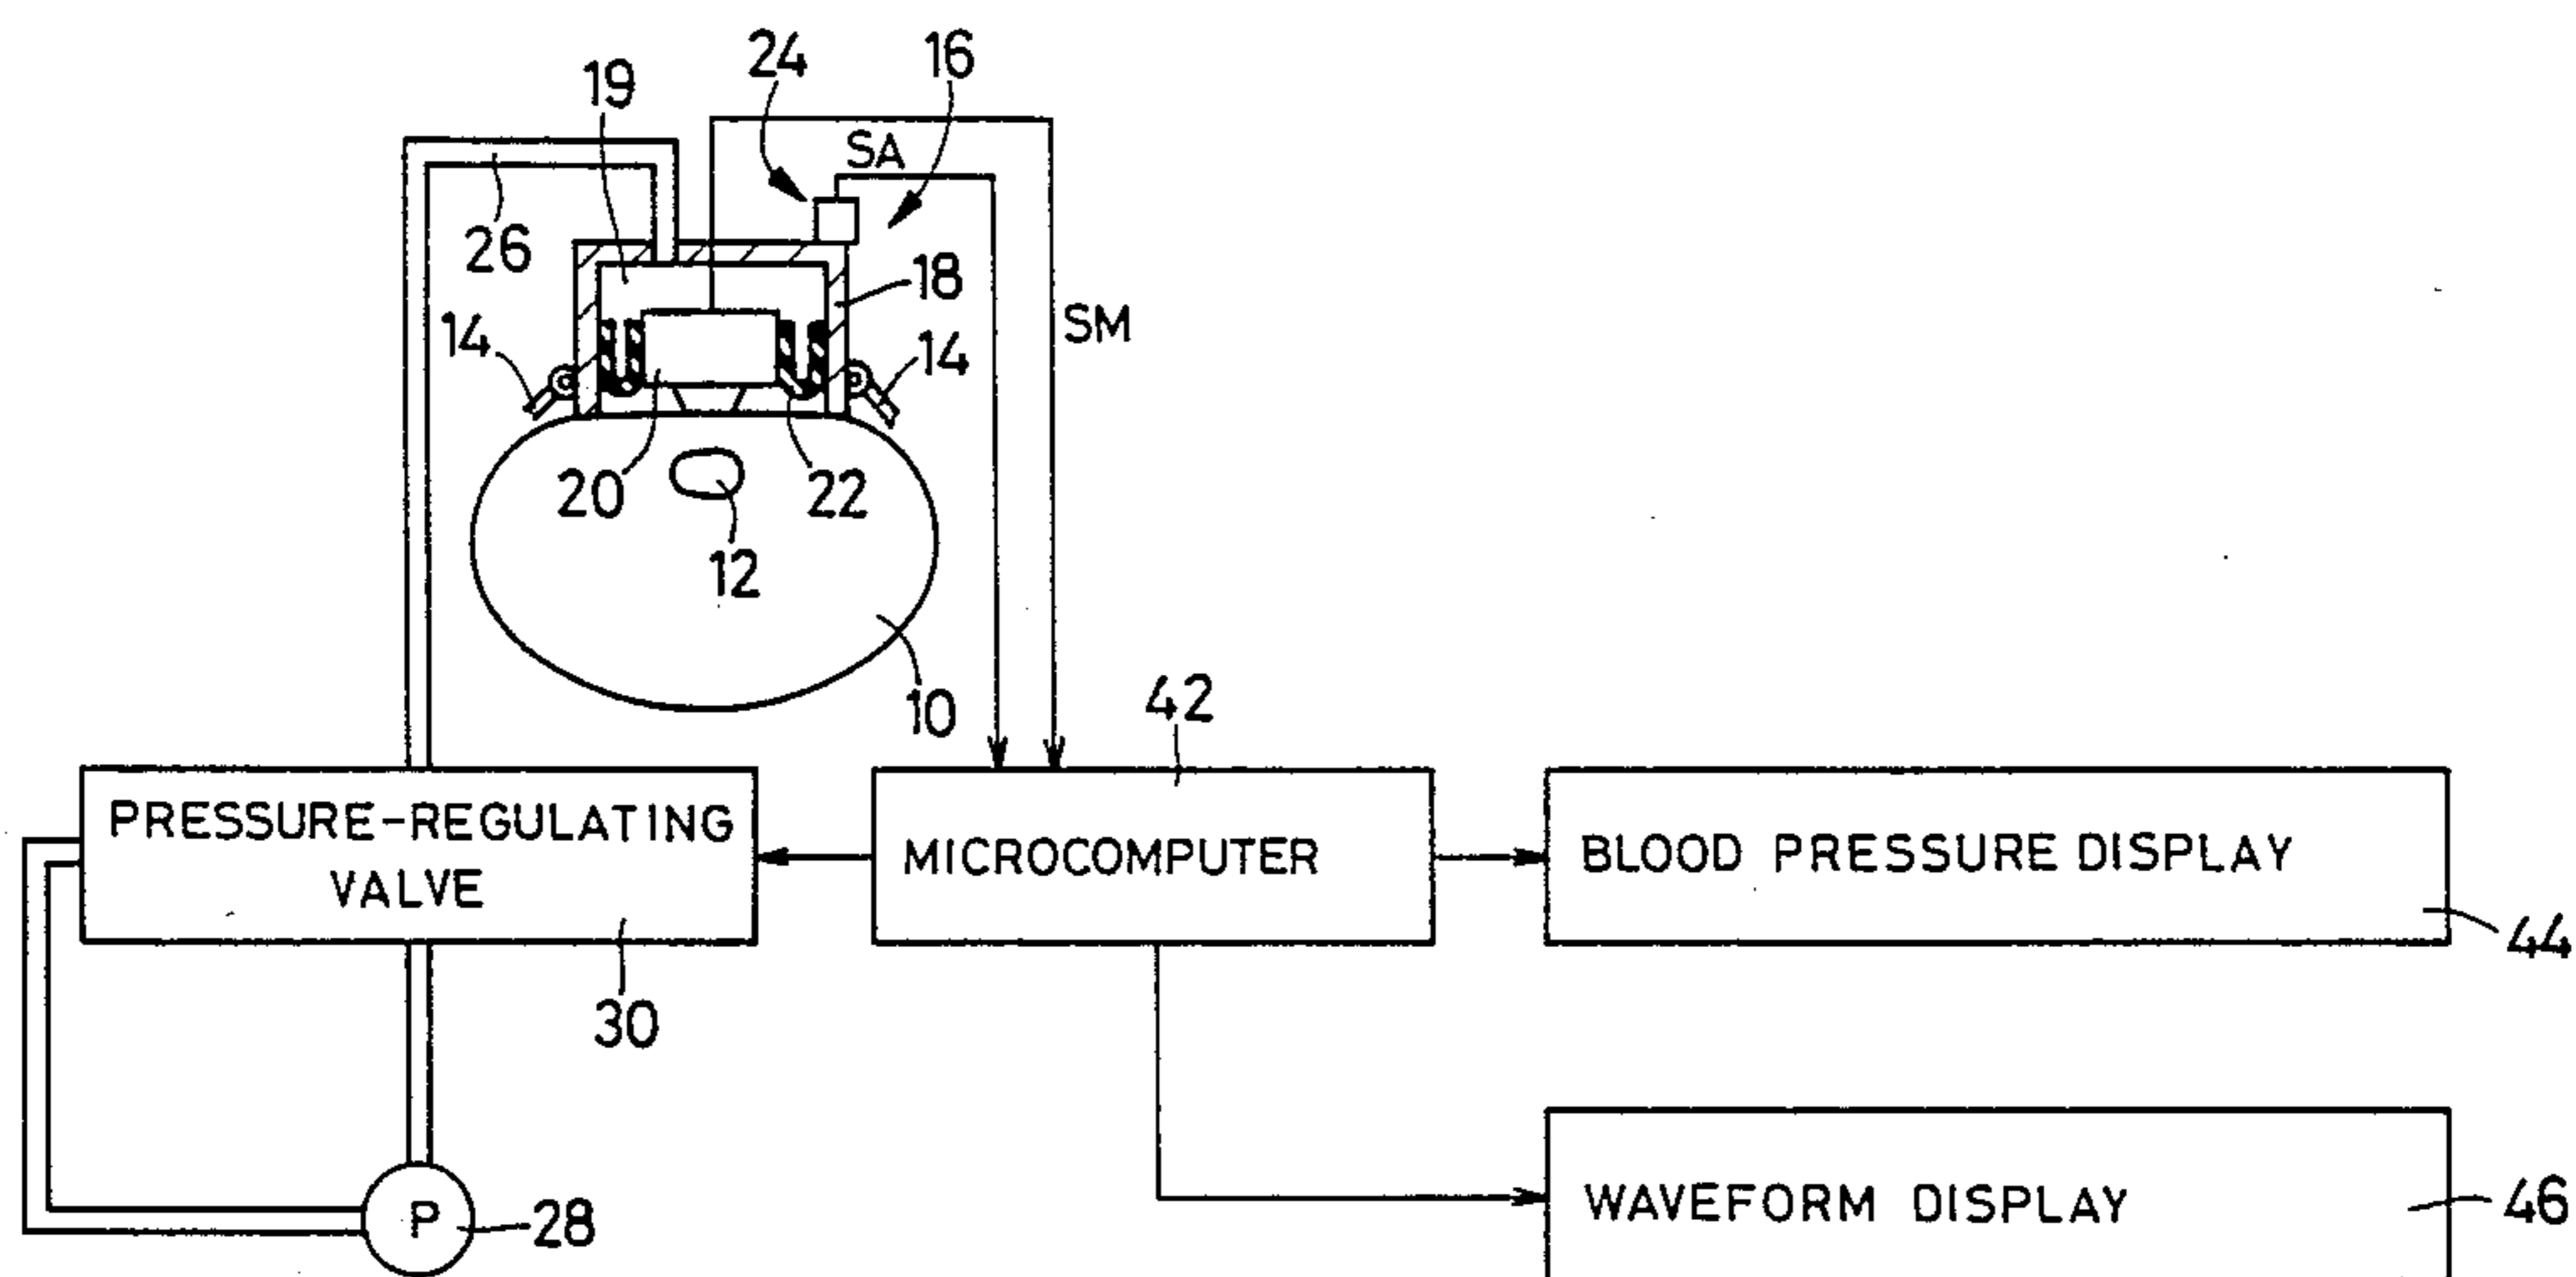 24
16
19
SA
26
18
14
SM
14
20
22
12
10
42
PRESSURE-REGULATING
VALVE
MICROCOMPUTER
BLOOD PRESSURE DISPLAY
44
30
P
28
WAVEFORM DISPLAY
46